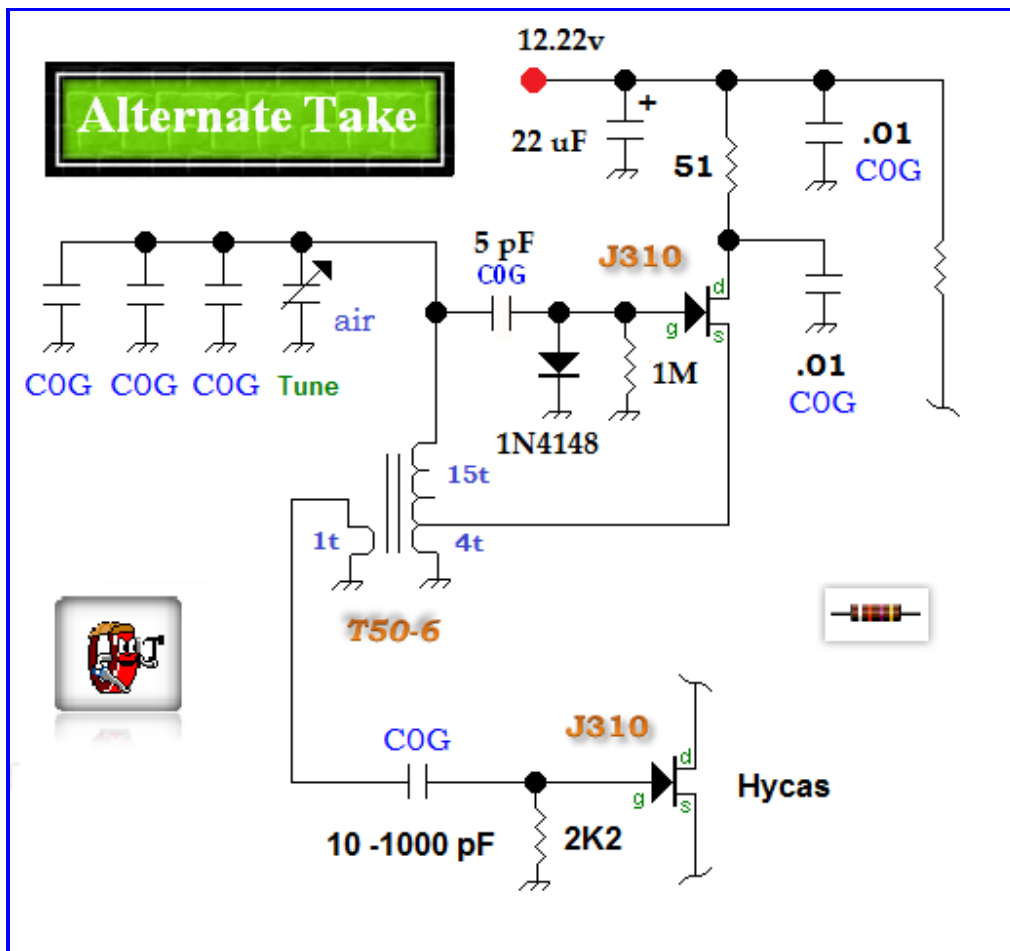 12.22v
Alternate Take
+
22 uF
51
.01
C0G
5 pF
C0G
J310
d
g
s
air
1M
.01
C0G
C0G
C0G
C0G
Tune
1N4148
15t
1t
4t
T50-6
C0G
J310
d
g
s
Hycas
10 -1000 pF
2K2